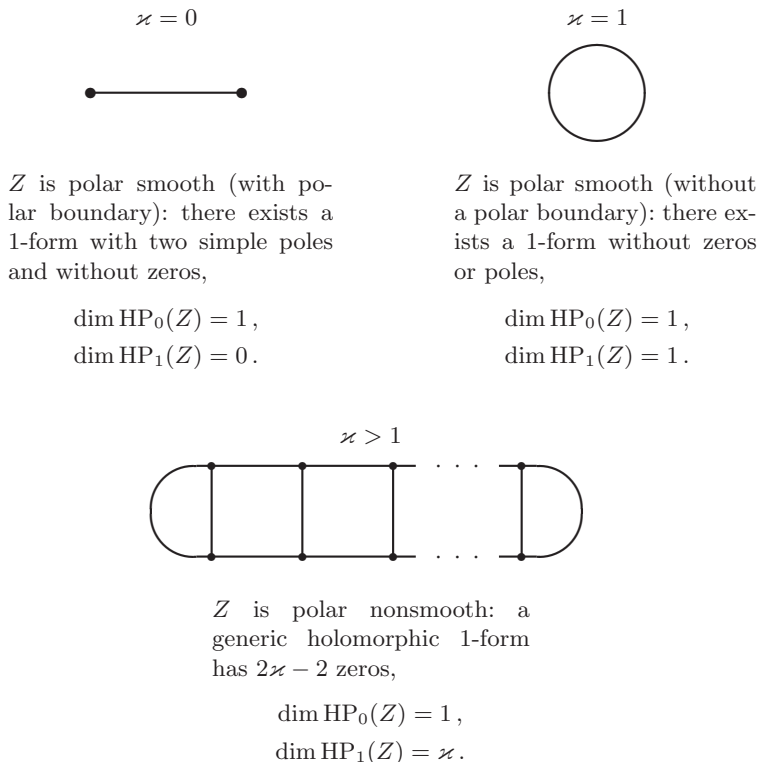 ϰ = 0
ϰ = 1
Z is polar smooth (with po-
lar boundary): there exists a
1-form with two simple poles
and without zeros,
dim HP₀(Z) = 1 ,
dim HP₁(Z) = 0 .
Z is polar smooth (without
a polar boundary): there ex-
ists a 1-form without zeros
or poles,
dim HP₀(Z) = 1 ,
dim HP₁(Z) = 1 .
ϰ > 1
. . .
. . .
Z is polar nonsmooth: a
generic holomorphic 1-form
has 2ϰ − 2 zeros,
dim HP₀(Z) = 1 ,
dim HP₁(Z) = ϰ .